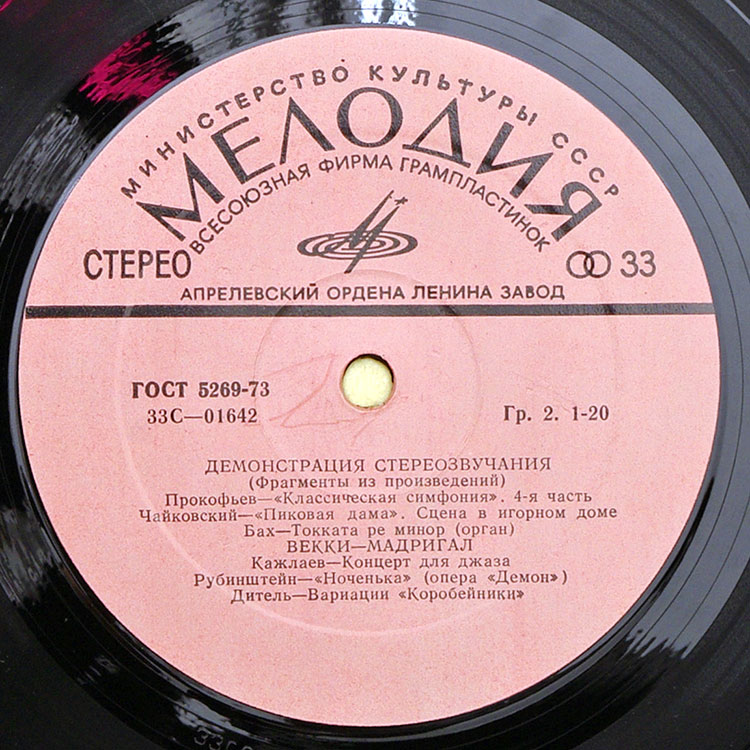 МИНИСТЕРСТВО КУЛЬТУРЫ СССР
МЕЛОДИЯ
ВСЕСОЮЗНАЯ ФИРМА ГРАМПЛАСТИНОК
СТЕРЕО
33
АПРЕЛЕВСКИЙ ОРДЕНА ЛЕНИНА ЗАВОД
ГОСТ 5269-73
33С—01642
Гр. 2. 1-20
ДЕМОНСТРАЦИЯ СТЕРЕОЗВУЧАНИЯ
(Фрагменты из произведений)
Прокофьев—«Классическая симфония». 4-я часть
Чайковский—«Пиковая дама». Сцена в игорном доме
Бах—Токката ре минор (орган)
ВЕККИ—МАДРИГАЛ
Кажлаев—Концерт для джаза
Рубинштейн—«Ноченька» (опера «Демон»)
Дитель—Вариации «Коробейники»